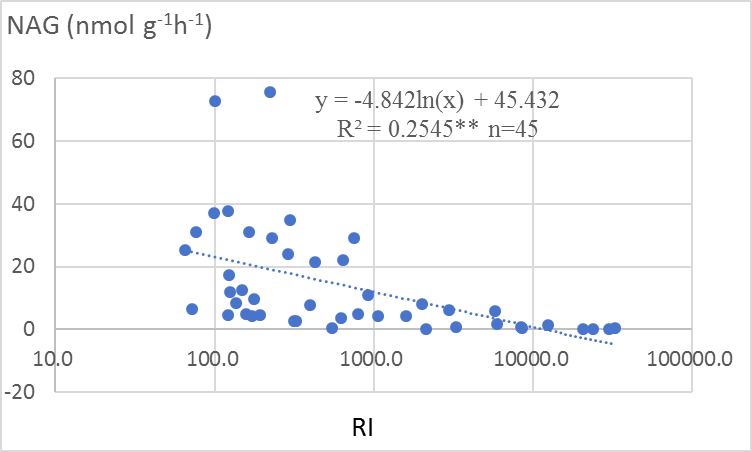 NAG (nmol g⁻¹h⁻¹)
80
y = -4.842ln(x) + 45.432
R² = 0.2545** n=45
60
40
20
0
10.0 100.0 1000.0 10000.0 100000.0
-20
RI